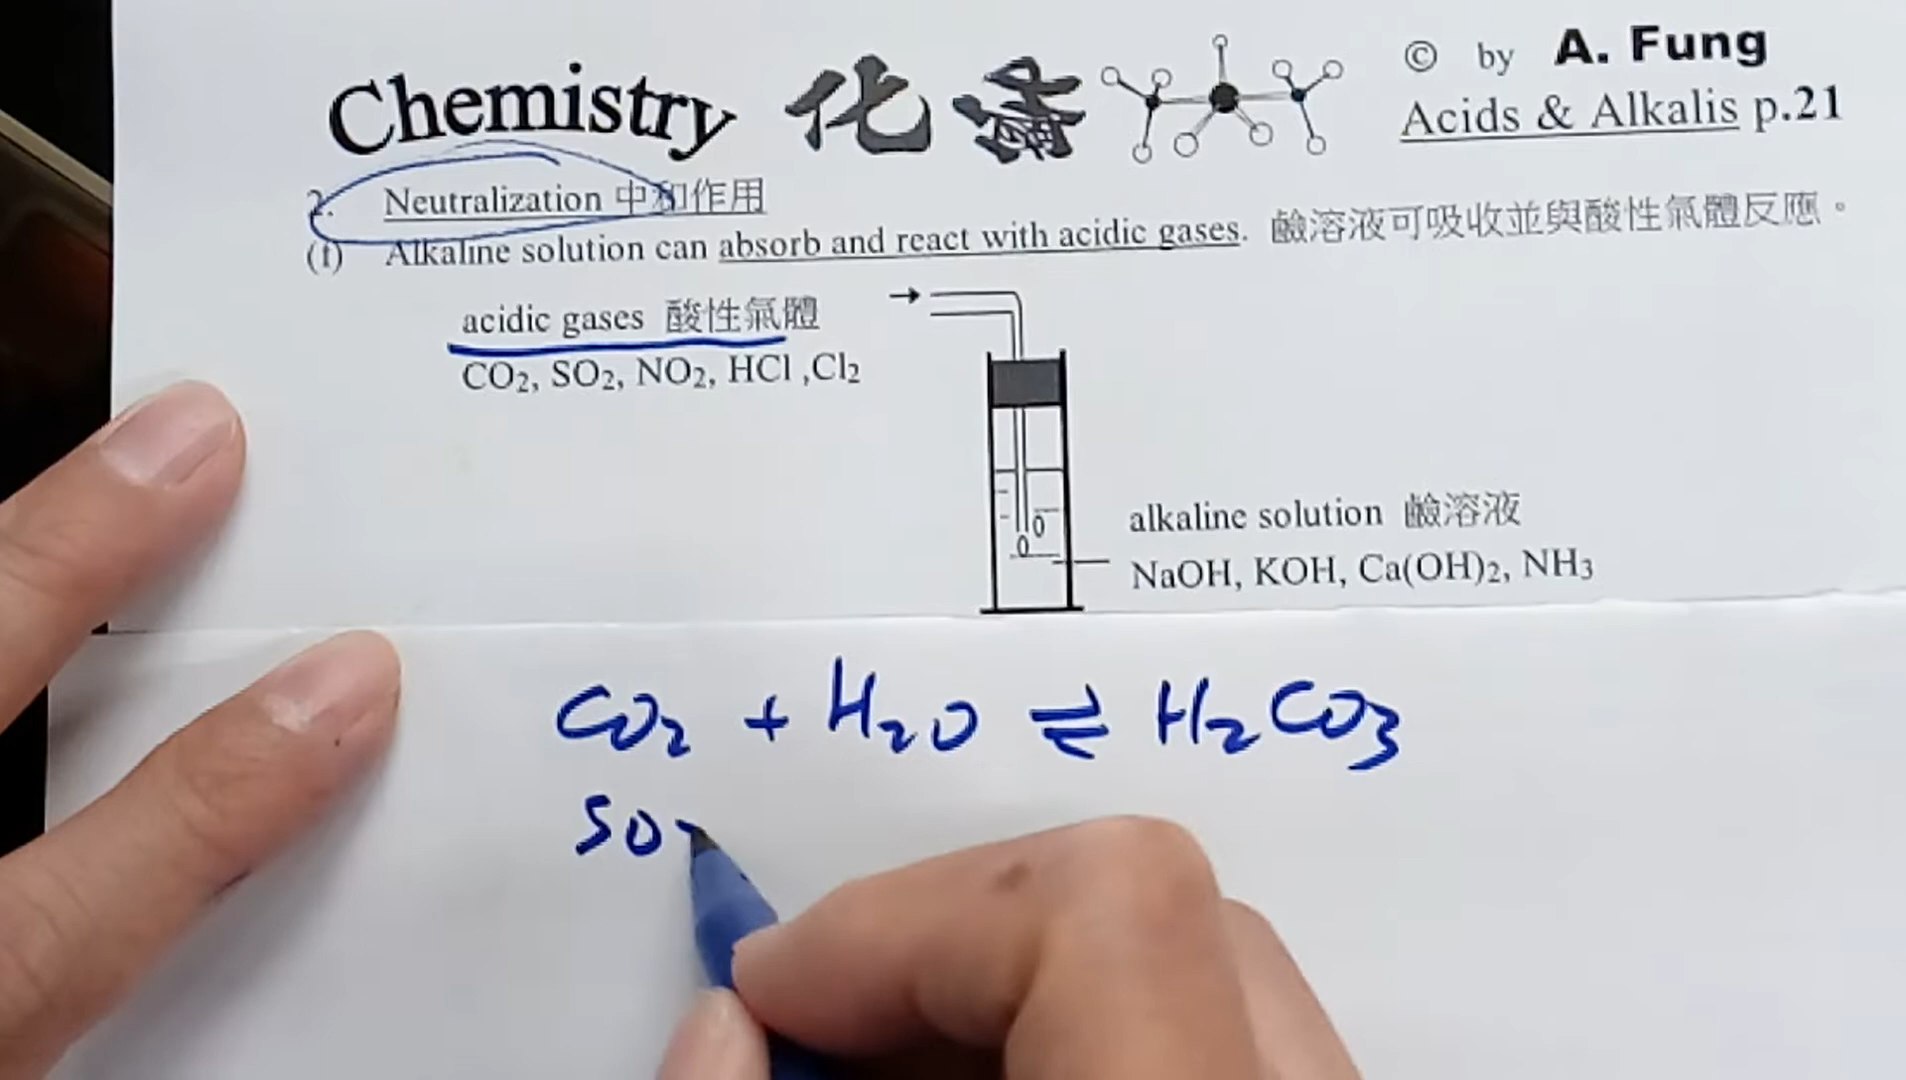 Chemistry 化學
© by A. Fung
Acids & Alkalis p.21
2. Neutralization 中和作用
(f) Alkaline solution can absorb and react with acidic gases. 鹼溶液可吸收並與酸性氣體反應。
acidic gases 酸性氣體
CO₂, SO₂, NO₂, HCl ,Cl₂
alkaline solution 鹼溶液
NaOH, KOH, Ca(OH)₂, NH₃
CO₂ + H₂O ⇌ H₂CO₃
SO